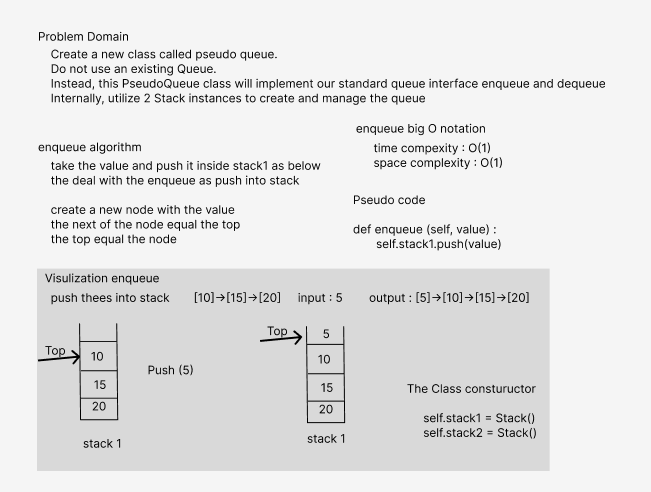 Problem Domain
Create a new class called pseudo queue.
Do not use an existing Queue.
Instead, this PseudoQueue class will implement our standard queue interface enqueue and dequeue
Internally, utilize 2 Stack instances to create and manage the queue
enqueue algorithm
take the value and push it inside stack1 as below
the deal with the enqueue as push into stack
create a new node with the value
the next of the node equal the top
the top equal the node
enqueue big O notation
time compexity : O(1)
space complexity : O(1)
Pseudo code
def enqueue (self, value) :
self.stack1.push(value)
Visulization enqueue
push thees into stack [10]→[15]→[20] input : 5 output : [5]→[10]→[15]→[20]
Top
10
15
20
stack 1
Push (5)
Top
5
10
15
20
stack 1
The Class constuructor
self.stack1 = Stack()
self.stack2 = Stack()